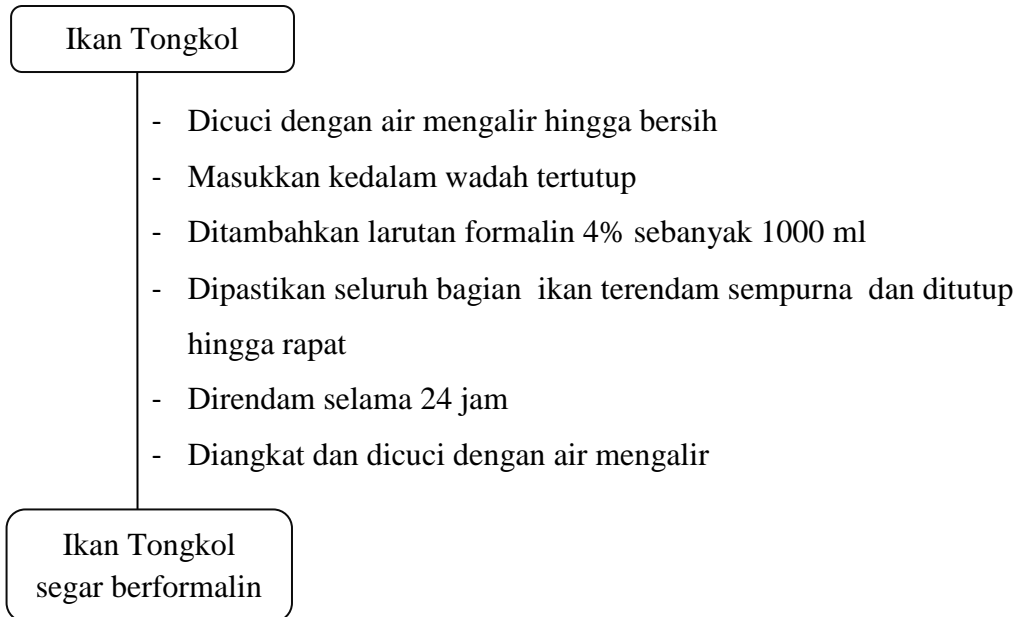 Ikan Tongkol
- Dicuci dengan air mengalir hingga bersih
- Masukkan kedalam wadah tertutup
- Ditambahkan larutan formalin 4% sebanyak 1000 ml
- Dipastikan seluruh bagian ikan terendam sempurna dan ditutup
hingga rapat
- Direndam selama 24 jam
- Diangkat dan dicuci dengan air mengalir
Ikan Tongkol
segar berformalin